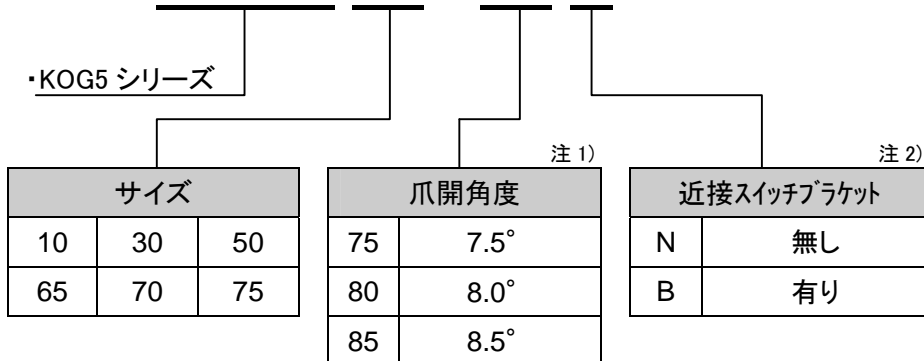 ・KOG5 シリーズ
注 1)
注 2)
サイズ
10 30 50
65 70 75
爪開角度
75 7.5°
80 8.0°
85 8.5°
近接スイッチブラケット
N 無し
B 有り